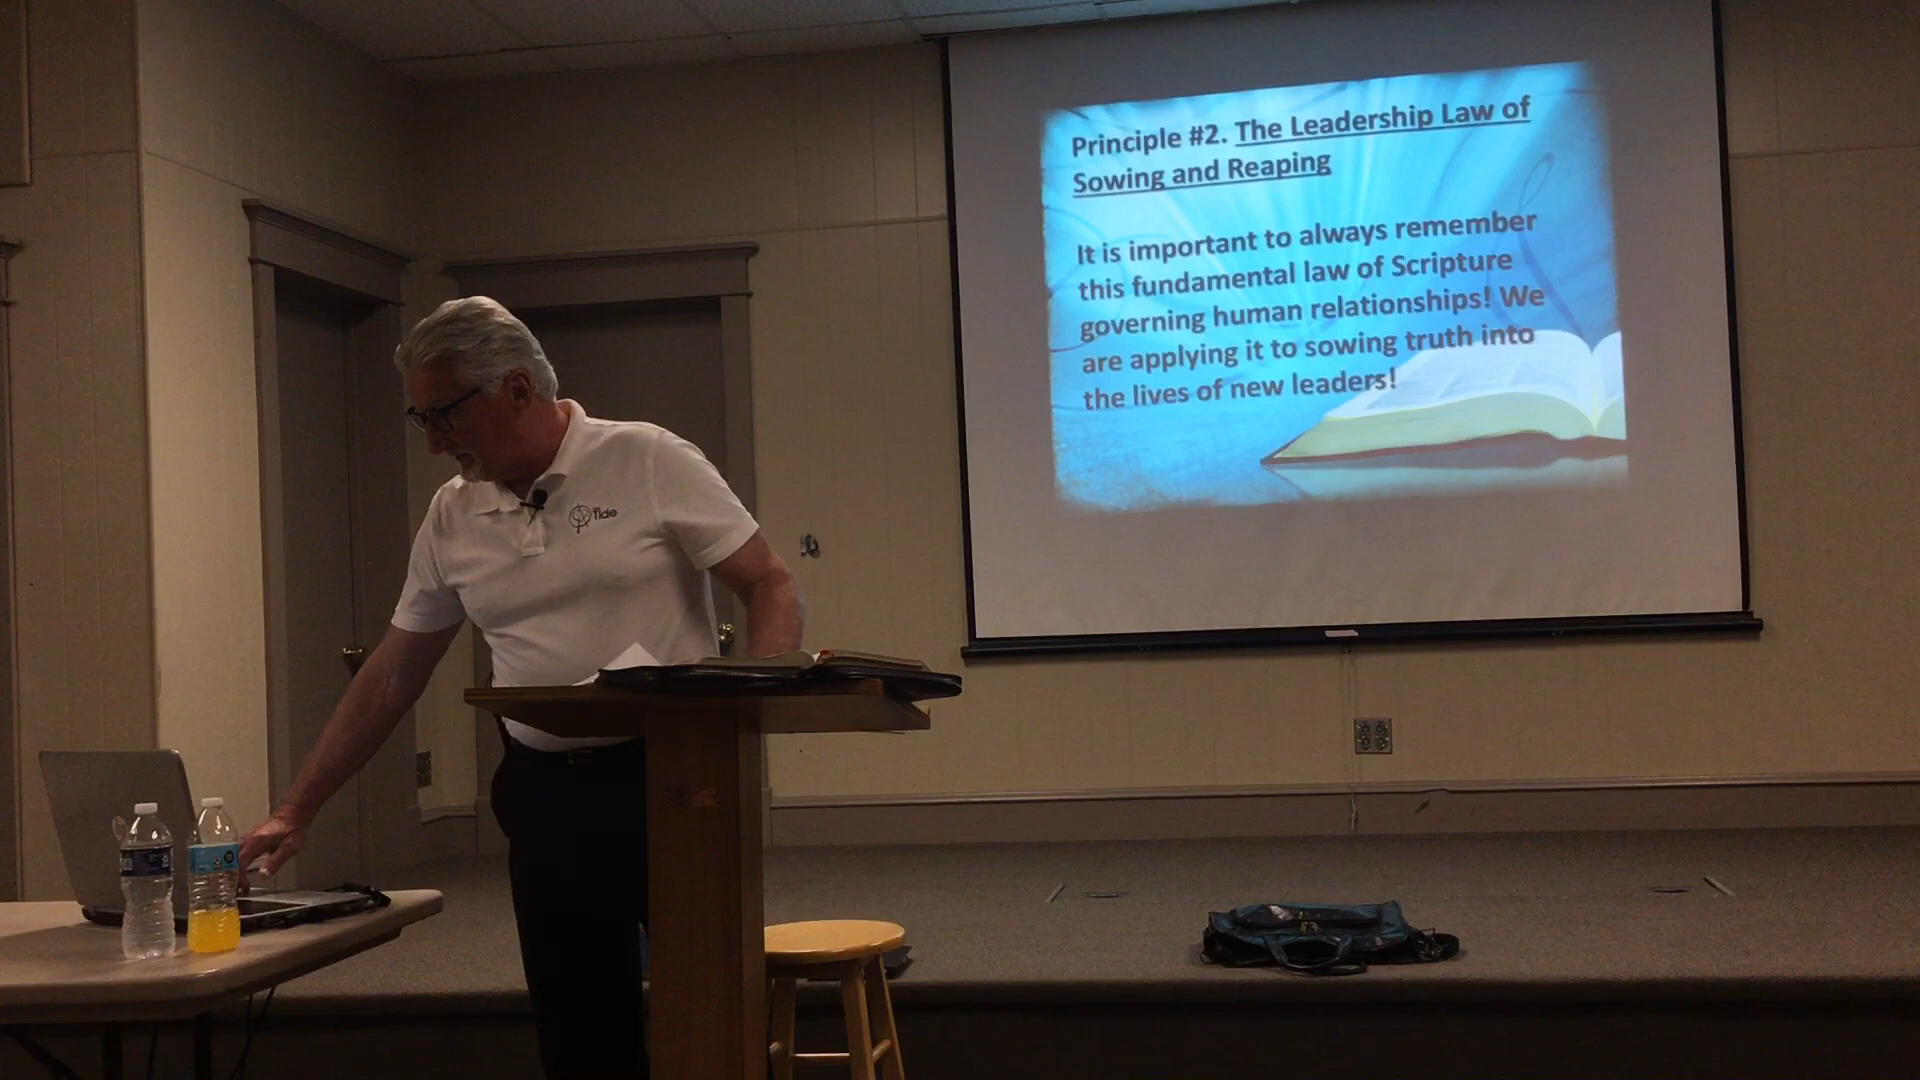 Principle #2. The Leadership Law of
Sowing and Reaping
It is important to always remember
this fundamental law of Scripture
governing human relationships! We
are applying it to sowing truth into
the lives of new leaders!
Tide